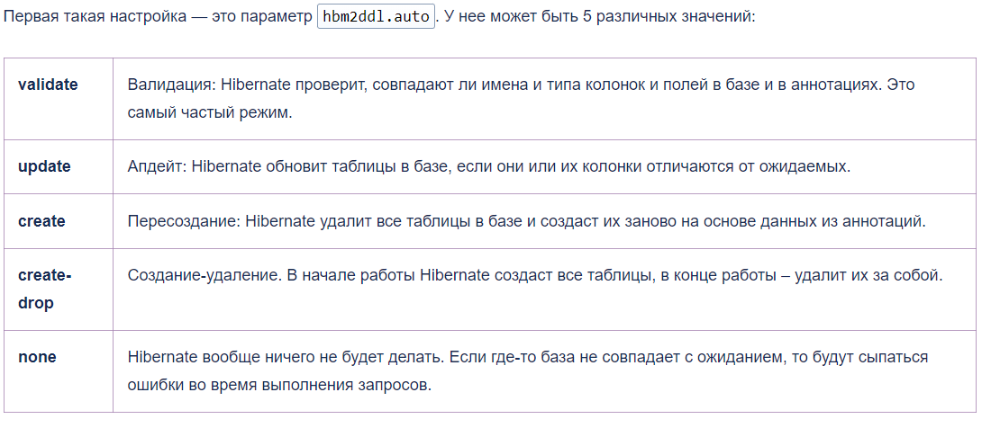 Первая такая настройка — это параметр hbm2ddl.auto. У нее может быть 5 различных значений:
validate
Валидация: Hibernate проверит, совпадают ли имена и типа колонок и полей в базе и в аннотациях. Это
самый частый режим.
update
Апдейт: Hibernate обновит таблицы в базе, если они или их колонки отличаются от ожидаемых.
create
Пересоздание: Hibernate удалит все таблицы в базе и создаст их заново на основе данных из аннотаций.
create-
drop
Создание-удаление. В начале работы Hibernate создаст все таблицы, в конце работы – удалит их за собой.
none
Hibernate вообще ничего не будет делать. Если где-то база не совпадает с ожиданием, то будут сыпаться
ошибки во время выполнения запросов.